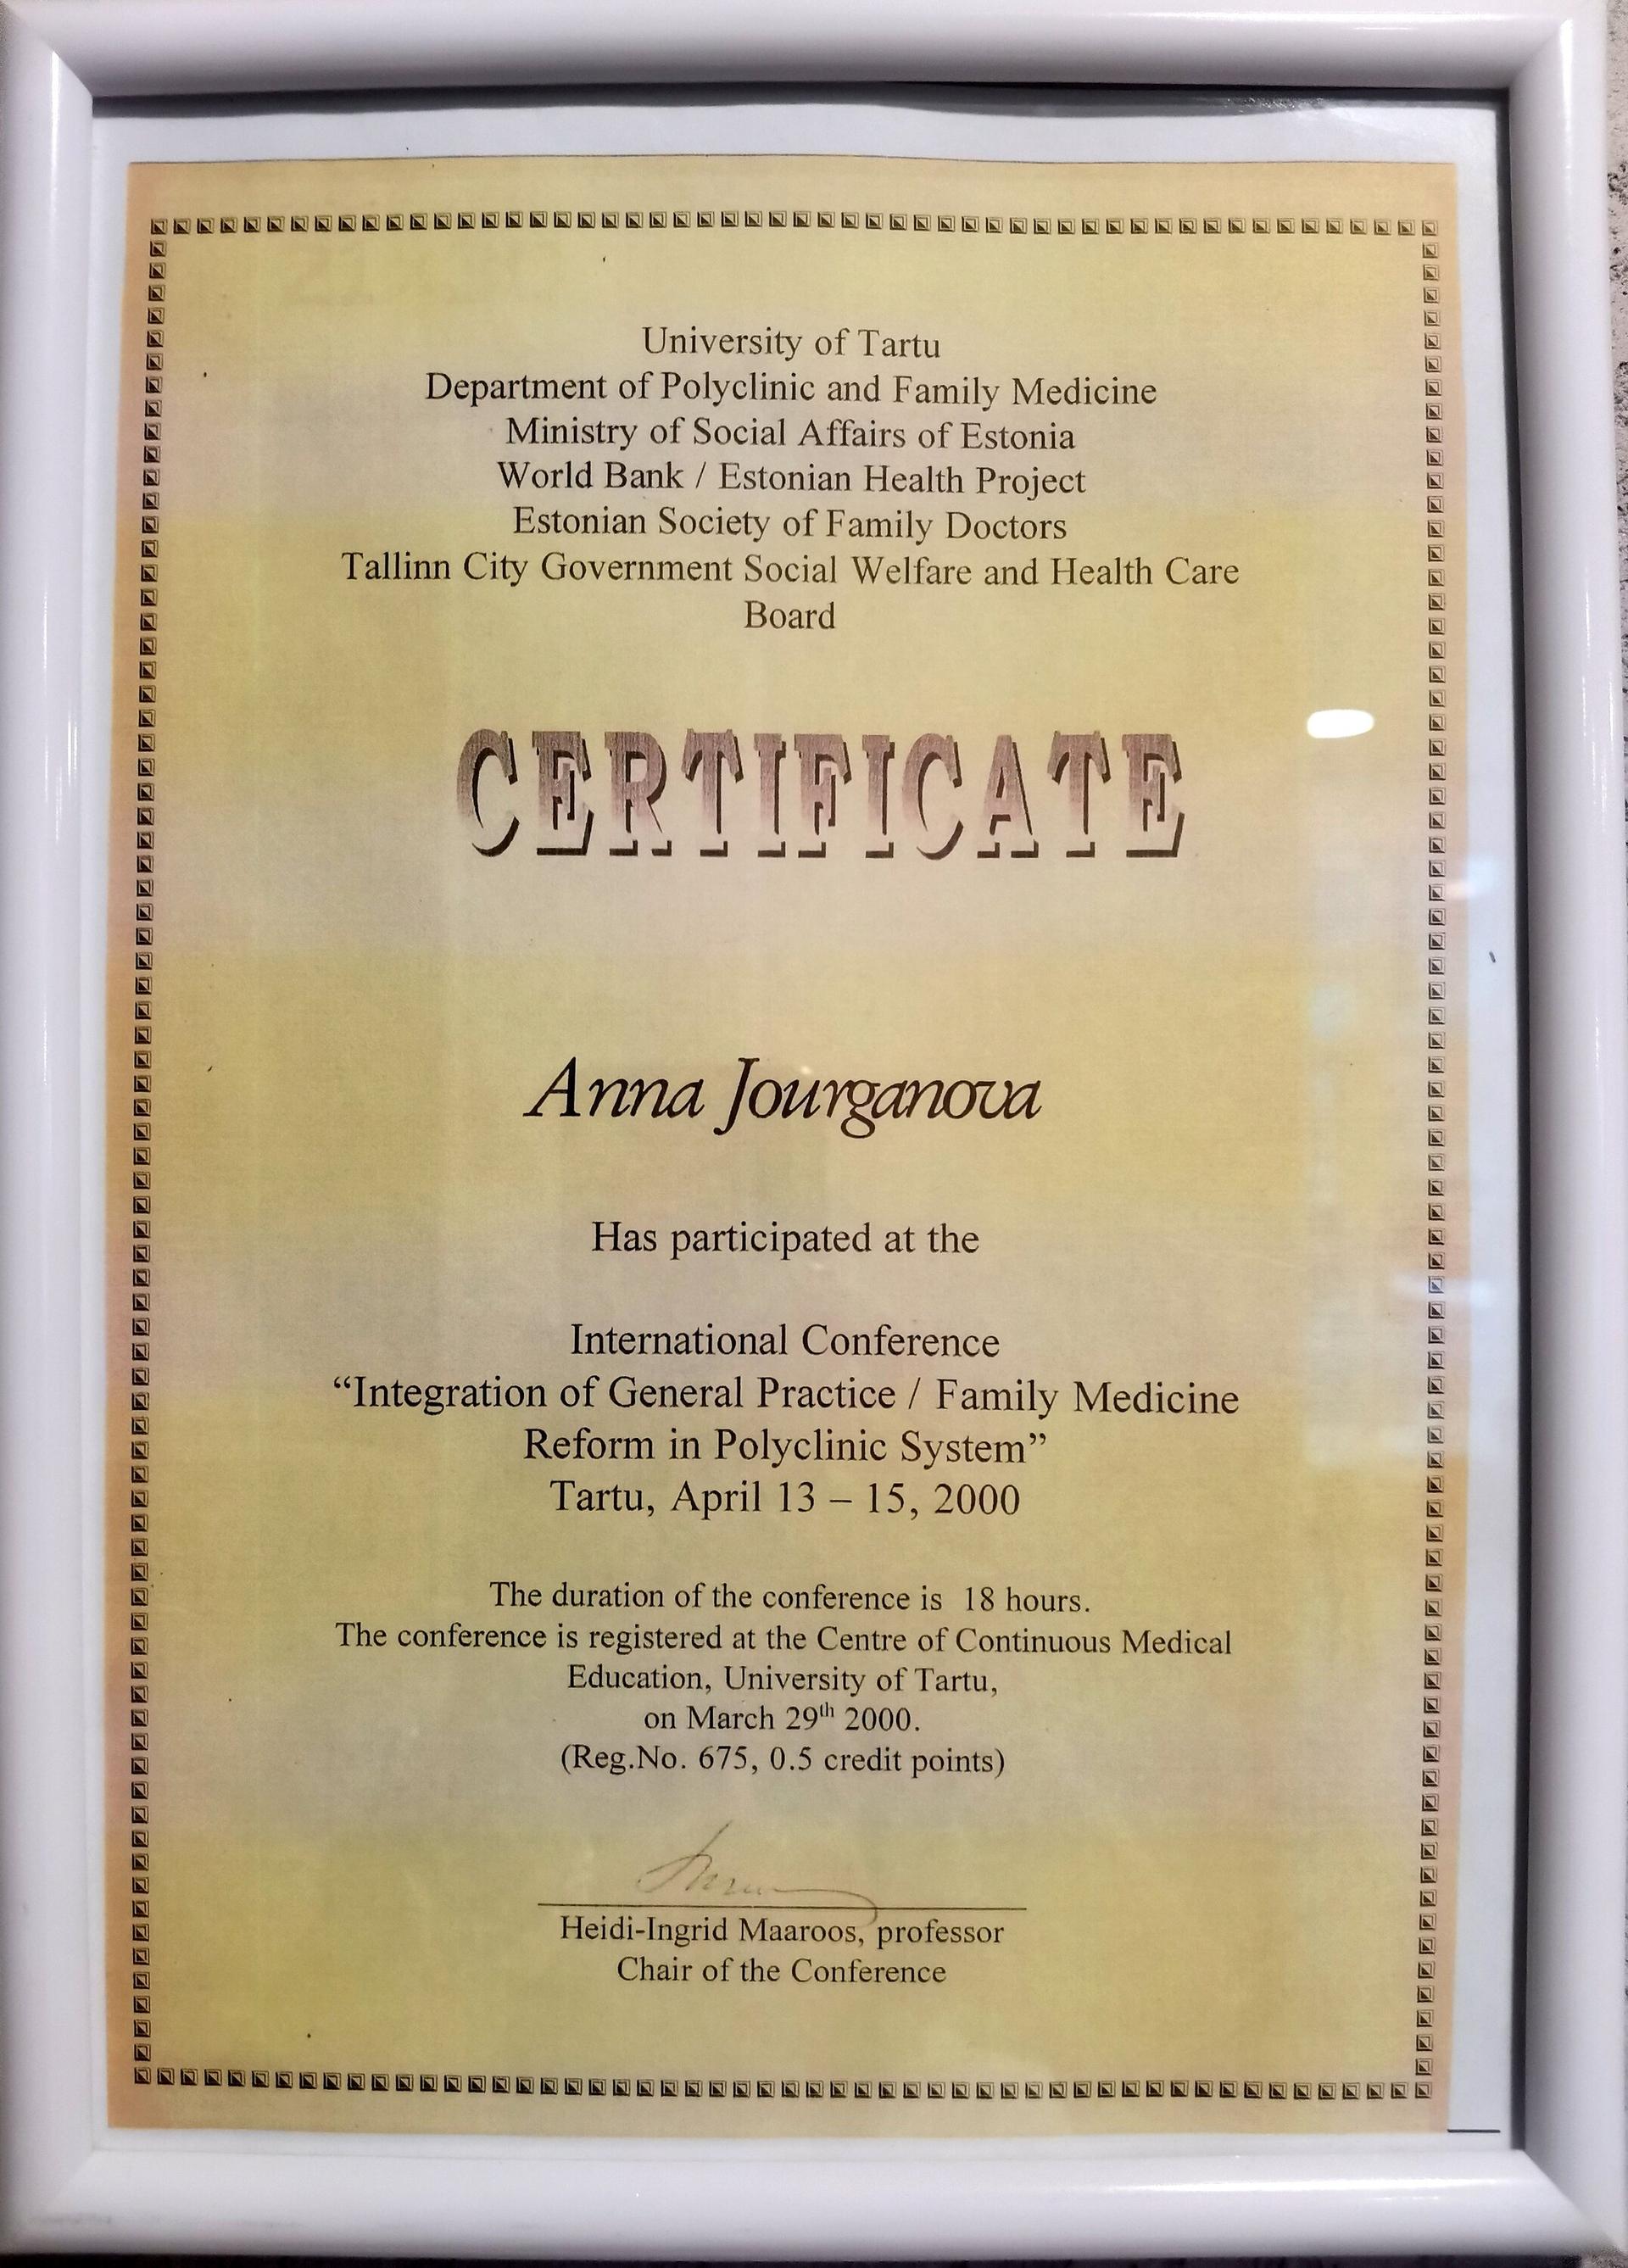 University of Tartu
Department of Polyclinic and Family Medicine
Ministry of Social Affairs of Estonia
World Bank / Estonian Health Project
Estonian Society of Family Doctors
Tallinn City Government Social Welfare and Health Care
Board
CERTIFICATE
Anna Jourganova
Has participated at the
International Conference
“Integration of General Practice / Family Medicine
Reform in Polyclinic System”
Tartu, April 13 – 15, 2000
The duration of the conference is 18 hours.
The conference is registered at the Centre of Continuous Medical
Education, University of Tartu,
on March 29th 2000.
(Reg.No. 675, 0.5 credit points)
Heidi-Ingrid Maaroos, professor
Chair of the Conference